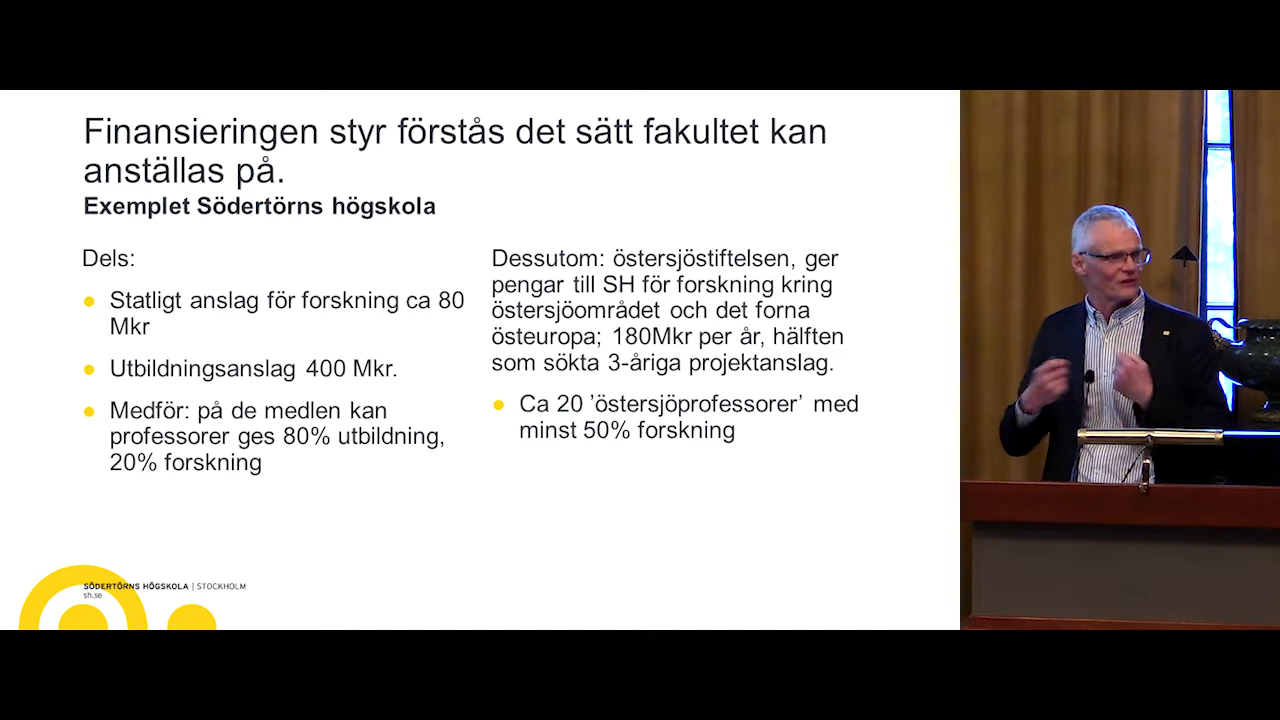 Finansieringen styr förstås det sätt fakultet kan
anställas på.
Exemplet Södertörns högskola
Dels:
Statligt anslag för forskning ca 80
Mkr
Utbildningsanslag 400 Mkr.
Medför: på de medlen kan
professorer ges 80% utbildning,
20% forskning
Dessutom: östersjöstiftelsen, ger
pengar till SH för forskning kring
östersjöområdet och det forna
östeuropa; 180Mkr per år, hälften
som sökta 3-åriga projektanslag.
Ca 20 ’östersjöprofessorer’ med
minst 50% forskning
SÖDERTÖRNS HÖGSKOLA | STOCKHOLM
sh.se